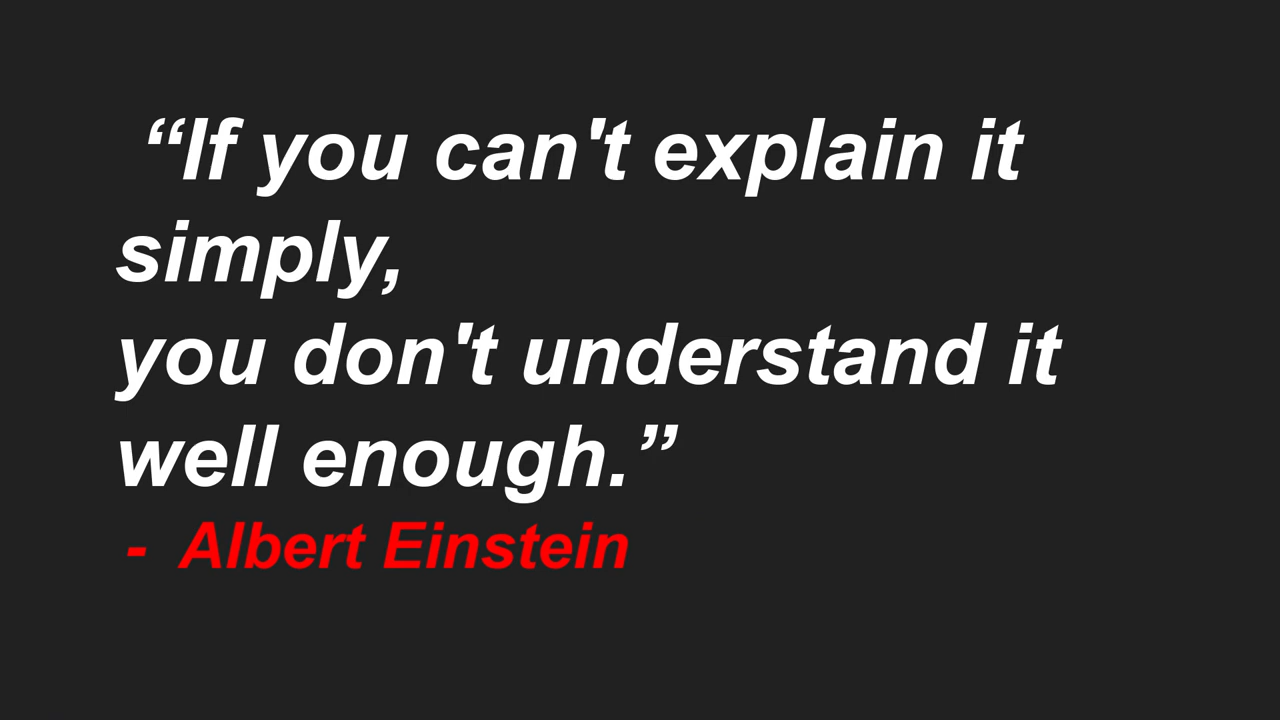 “If you can't explain it
simply,
you don't understand it
well enough.”
- Albert Einstein